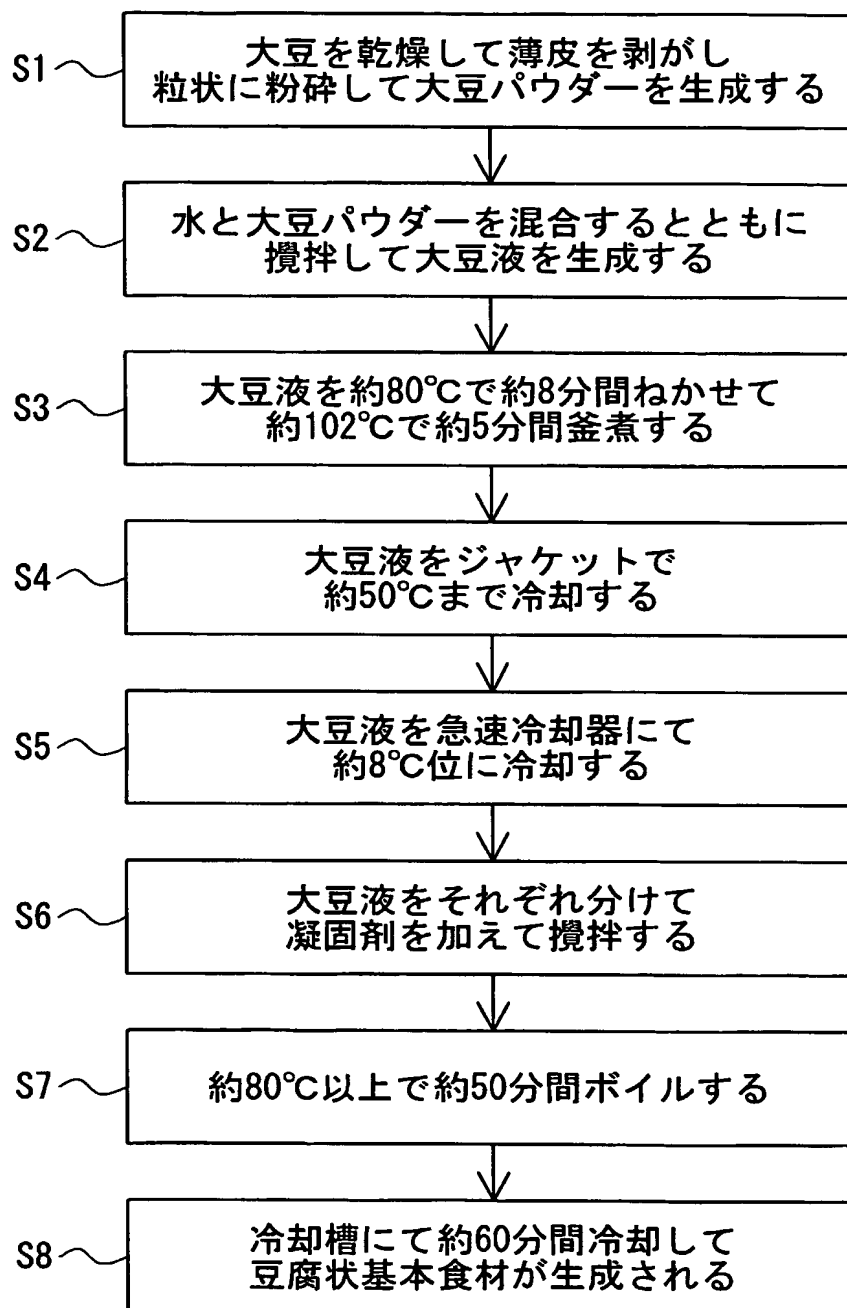 S1
大豆を乾燥して薄皮を剥がし
粒状に粉砕して大豆パウダーを生成する
S2
水と大豆パウダーを混合するとともに
攪拌して大豆液を生成する
S3
大豆液を約80℃で約8分間ねかせて
約102℃で約5分間釜煮する
S4
大豆液をジャケットで
約50℃まで冷却する
S5
大豆液を急速冷却器にて
約8℃位に冷却する
S6
大豆液をそれぞれ分けて
凝固剤を加えて攪拌する
S7
約80℃以上で約50分間ボイルする
S8
冷却槽にて約60分間冷却して
豆腐状基本食材が生成される